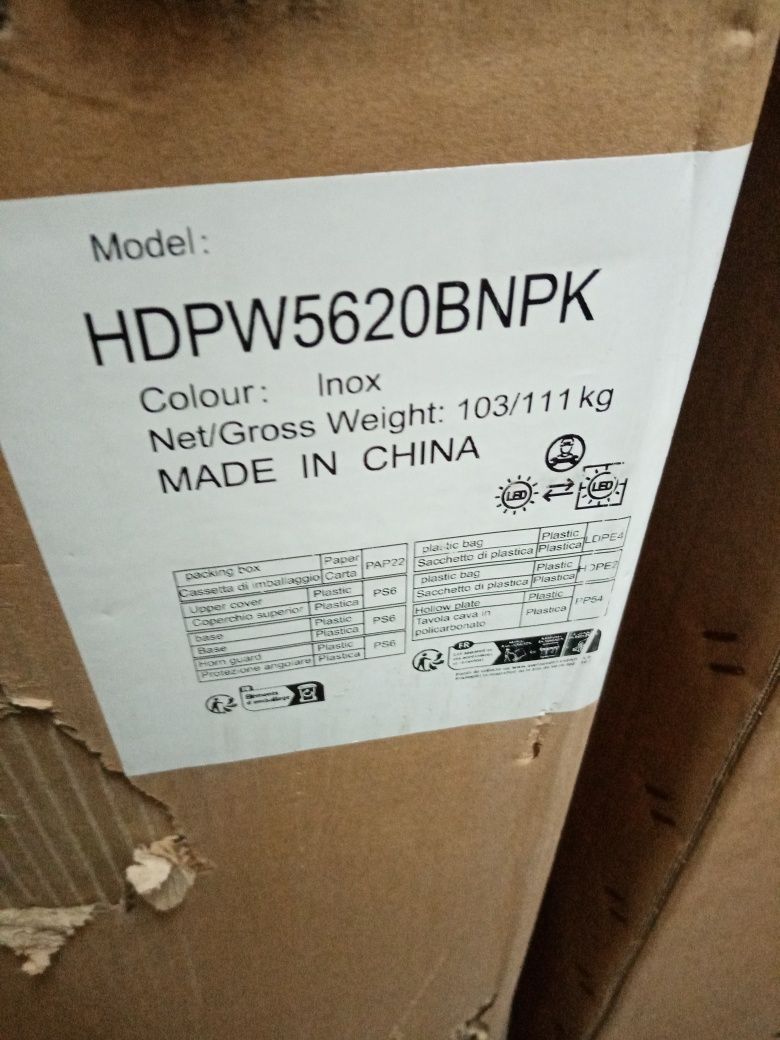 Model:
HDPW5620BNPK
Colour: Inox
Net/Gross Weight: 103/111 kg
MADE IN CHINA
LED LED
packing box Paper PAP22
Cassetta di imballaggio Carta
Upper cover Plastic PS6
Coperchio superior Plastica
base Plastic PS6
Base Plastica
Horn guard Plastic PS6
Protezione angolare Plastica
plastic bag Plastic LDPE4
Sacchetto di plastica Plastica
plastic bag Plastic HDPE2
Sacchetto di plastica Plastica
Hollow plate Plastic PP54
Tavola cava in Plastica
policarbonato
FR
FR